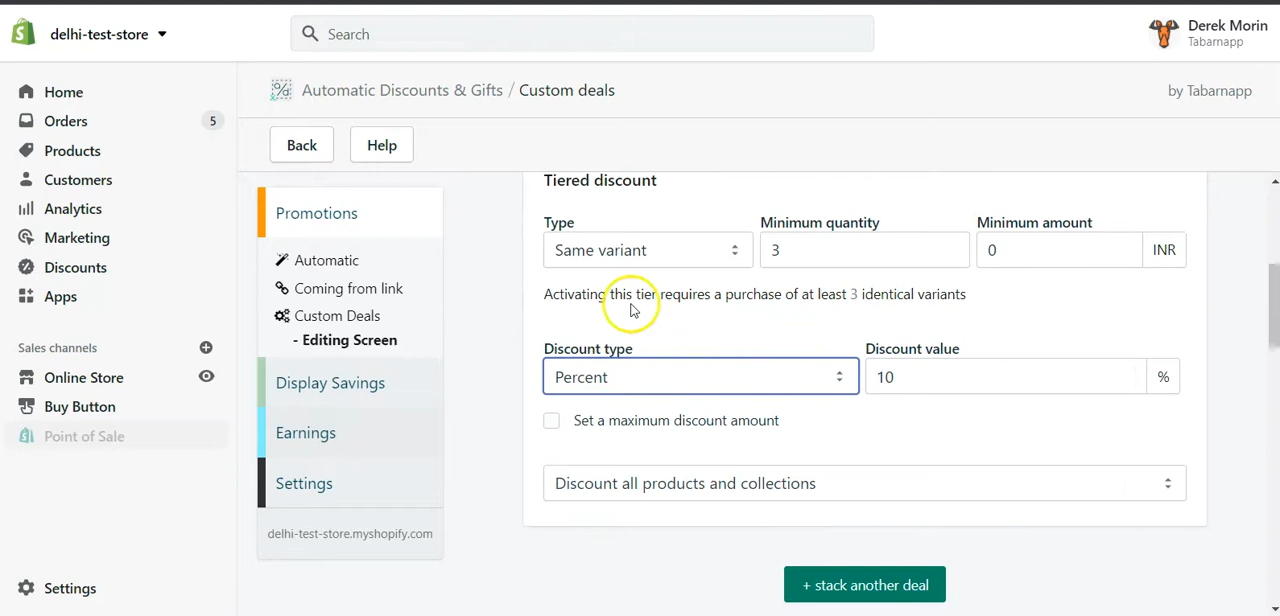 delhi-test-store
Search
Derek Morin
Tabarnapp
Home
Orders 5
Products
Customers
Analytics
Marketing
Discounts
Apps
Sales channels
Online Store
Buy Button
Point of Sale
Settings
Automatic Discounts & Gifts / Custom deals
by Tabarnapp
Back Help
Promotions
Automatic
Coming from link
Custom Deals
- Editing Screen
Display Savings
Earnings
Settings
delhi-test-store.myshopify.com
Tiered discount
Type Minimum quantity Minimum amount
Same variant 3 0 INR
Activating this tier requires a purchase of at least 3 identical variants
Discount type Discount value
Percent 10 %
Set a maximum discount amount
Discount all products and collections
+ stack another deal